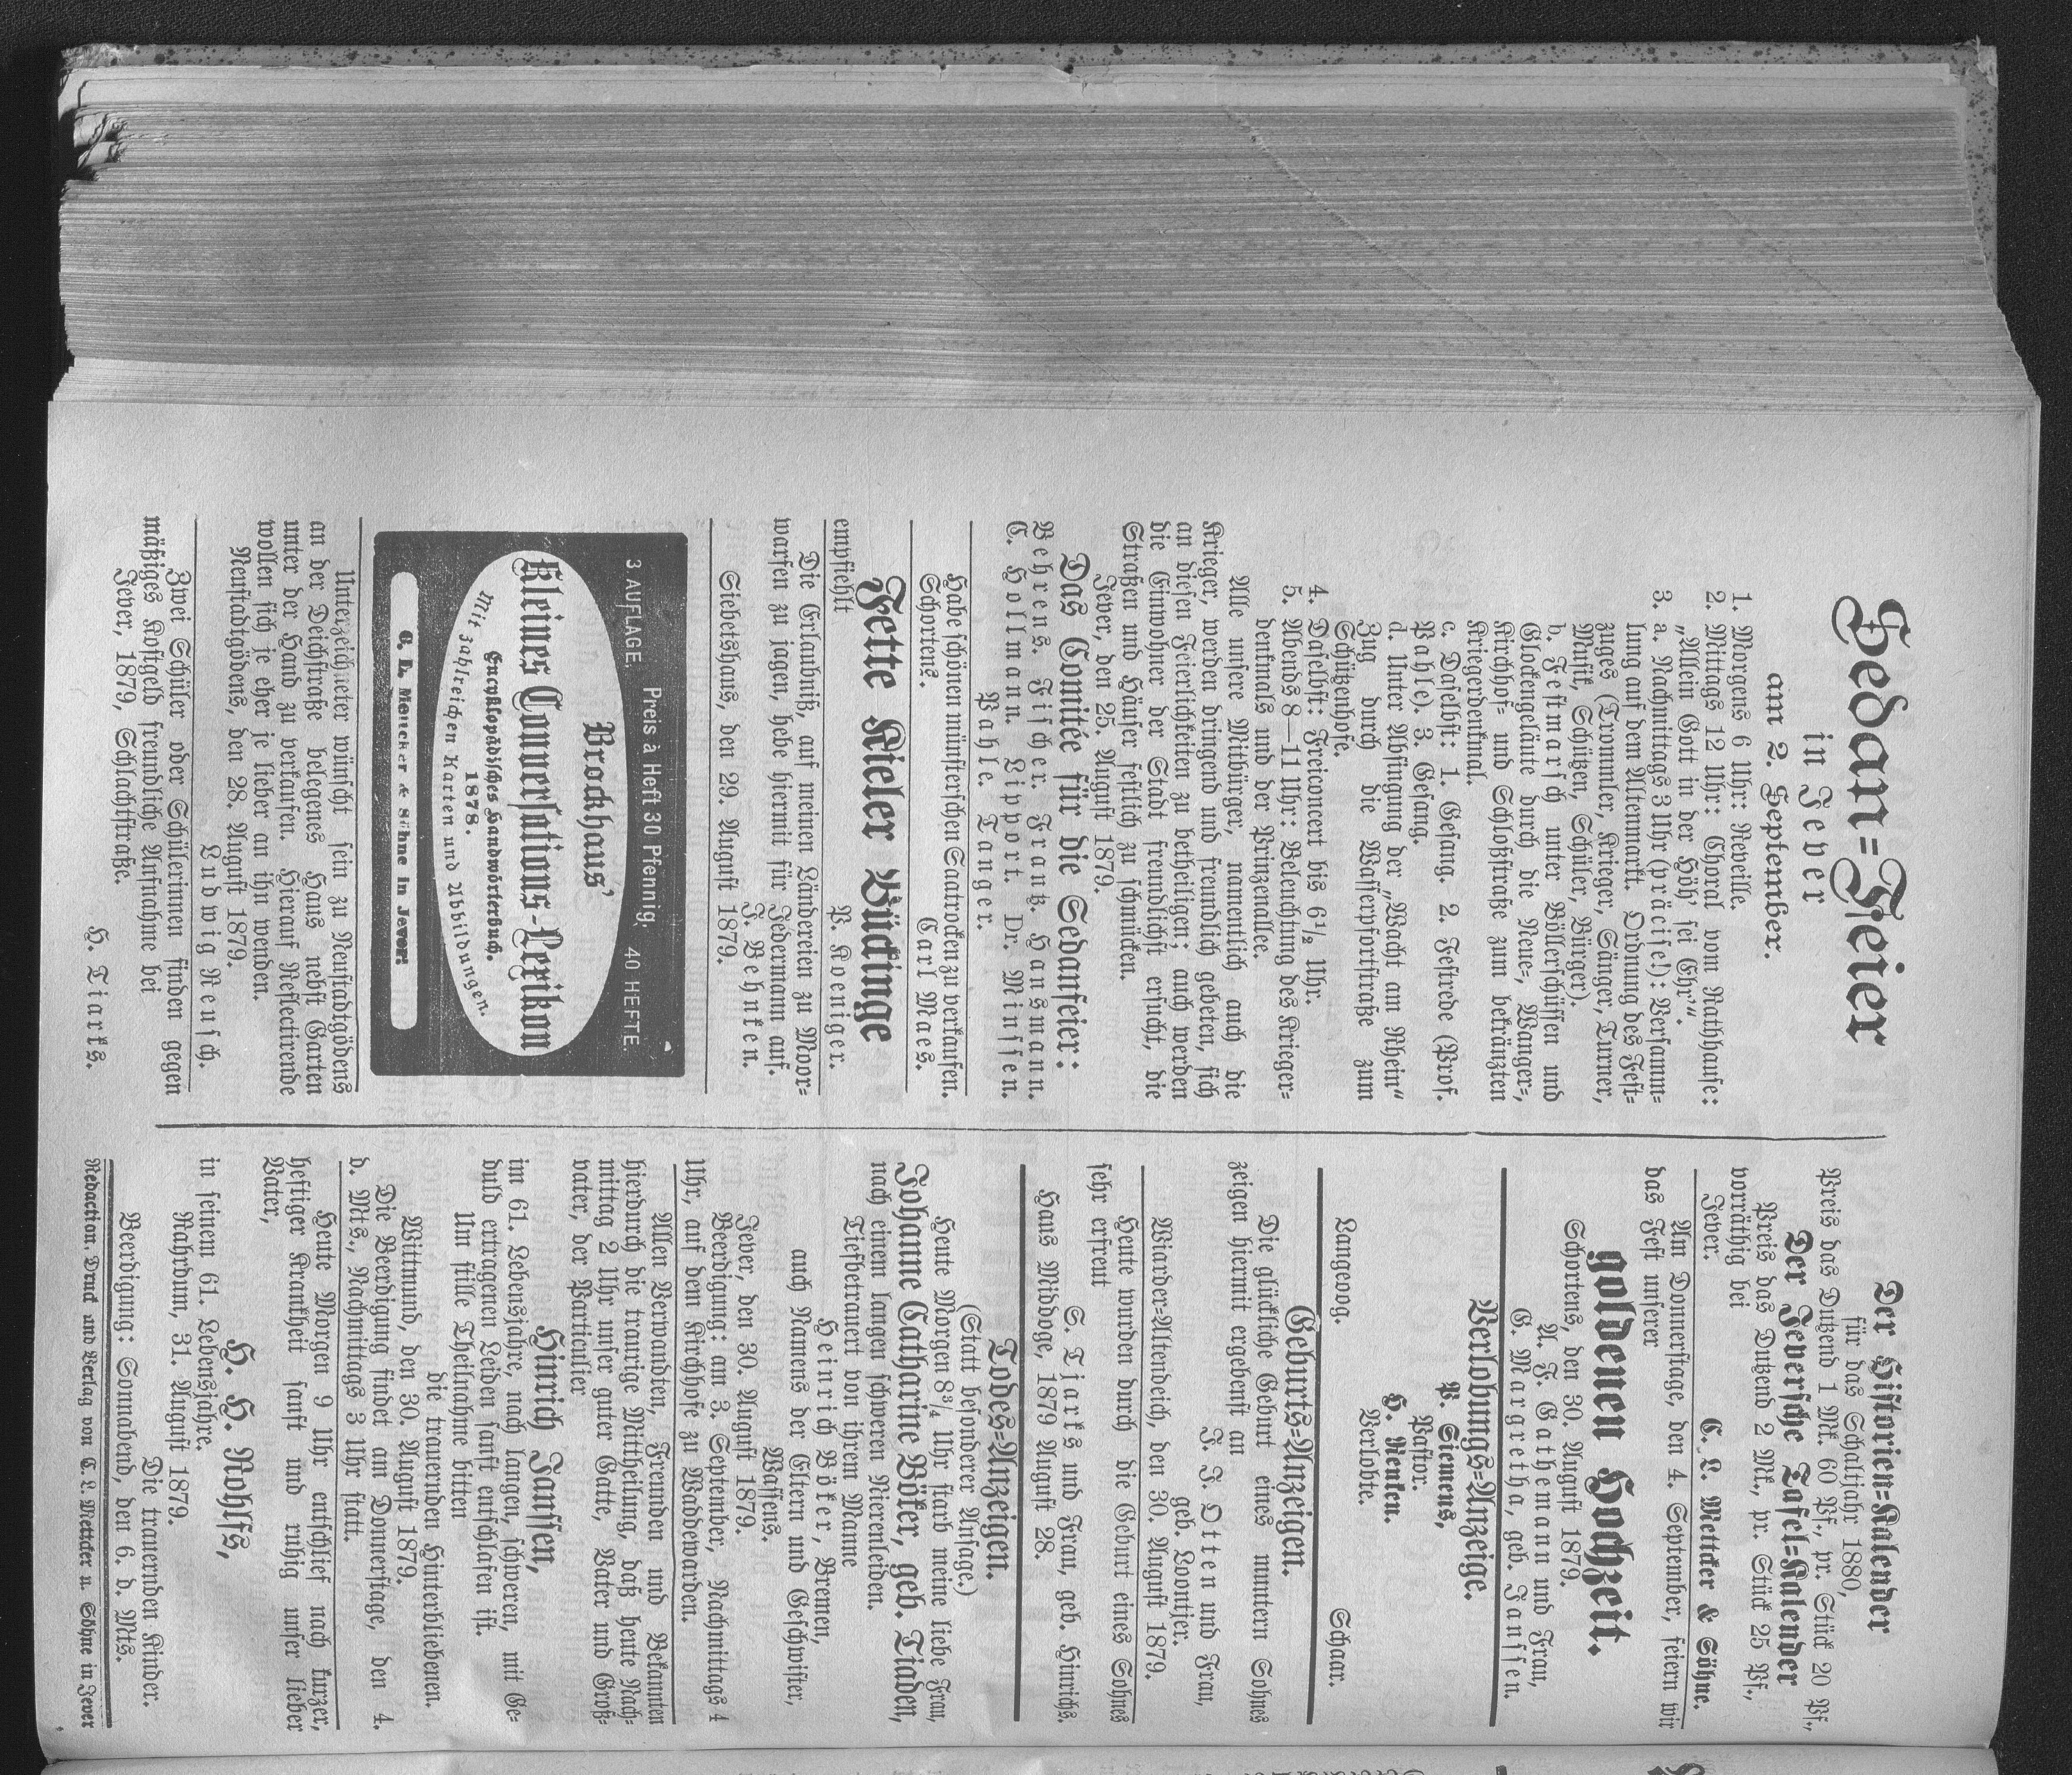 Sedan=Feier
in Jever
am 2. September.
1. Morgens 6 Uhr: Reveille.
2. Mittags 12 Uhr: Choral vom Rathhause:
„Allein Gott in der Höh' sei Ehr'".
3. a. Nachmittags 3 Uhr (präcise!): Versamm=
lung auf dem Altenmarkt. Ordnung des Fest=
zuges (Trommler, Krieger, Sänger, Turner,
Musik, Schützen, Schüler, Bürger).
b. Festmarsch unter Böllerschüssen und
Glockengeläute durch die Neue=, Wanger=,
Kirchhof= und Schloßstraße zum bekränzten
Kriegerdenkmal.
c. Daselbst: 1. Gesang. 2. Festrede (Prof.
Pahle). 3. Gesang.
d. Unter Absingung der „Wacht am Rhein"
Zug durch die Wasserpfortstraße zum
Schützenhofe.
4. Daselbst: Freiconcert bis 6½ Uhr.
5. Abends 8—11 Uhr: Beleuchtung des Krieger=
denkmals und der Prinzenallee.
Alle unsere Mitbürger, namentlich auch die
Krieger, werden dringend und freundlich gebeten, sich
an diesen Feierlichkeiten zu betheiligen; auch werden
die Einwohner der Stadt freundlichst ersucht, die
Straßen und Häuser festlich zu schmücken.
Jever, den 25. August 1879.
Das Comitée für die Sedanfeier:
Behrens. Fischer. Frantz. Hansmann.
C. Hollmann. Lipport. Dr. Minssen.
Pahle. Tanger.
Habe schönen münsterschen Saatrocken zu verkaufen.
Schortens. Carl Maes.
Fette Kieler Bückinge
empfiehlt P. Koeniger.
Die Erlaubniß, auf meinen Ländereien zu Moor=
warfen zu jagen, hebe hiermit für Jedermann auf.
J. Behnken.
Siebetshaus, den 29. August 1879.
3 AUFLAGE. Preis à Heft 30 Pfennig. 40 HEFTE.
Brockhaus'
Kleines Conversations-Lexikon
Encyklopädisches Handwörterbuch.
1878.
Mit zahlreichen Karten und Abbildungen.
C. L. Mettcker & Söhne in Jever!
Unterzeichneter wünscht sein zu Neustadtgödens
an der Deichstraße belegenes Haus nebst Garten
unter der Hand zu verkaufen. Hierauf Reflectirende
wollen sich je eher je lieber an ihn wenden.
Neustadtgödens, den 28. August 1879.
Ludwig Reusch.
Zwei Schüler oder Schülerinnen finden gegen
mäßiges Kostgeld freundliche Aufnahme bei
Jever, 1879, Schlachtstraße.
H. Tiarks.
Der Historien=Kalender
für das Schaltjahr 1880,
Preis das Dutzend 1 Mk. 60 Pf., pr. Stück 20 Pf.,
Der Jeversche Tafel=Kalender
Preis das Dutzend 2 Mk., pr. Stück 25 Pf.,
vorräthig bei
Jever. C. L. Mettcker & Söhne.
Am Donnerstage, den 4. September, feiern wir
das Fest unserer
goldenen Hochzeit.
Schortens, den 30. August 1879.
A. F. Gathemann und Frau,
G. Margretha, geb. Janssen.
Verlobungs=Anzeige.
P. Siemens,
Pastor.
H. Renken.
Verlobte.
Langeoog. Schaar.
Geburts=Anzeigen.
Die glückliche Geburt eines muntern Sohnes
zeigen hiermit ergebenst an
J. J. Otten und Frau,
geb. Loontjer.
Wiarder=Altendeich, den 30. August 1879.
Heute wurden durch die Geburt eines Sohnes
sehr erfreut
S. Tjarks und Frau, geb. Hinrichs.
Haus Middoge, 1879 August 28.
Todes=Anzeigen.
(Statt besonderer Ansage.)
Heute Morgen 8¾ Uhr starb meine liebe Frau,
Johanne Catharine Böker, geb. Tiaden,
nach einem langen schweren Nierenleiden.
Tiefbetrauert von ihrem Manne
Heinrich Böker, Bremen,
auch Namens der Eltern und Geschwister,
Wassens.
Jever, den 30. August 1879.
Beerdigung: am 3. September, Nachmittags 4
Uhr, auf dem Kirchhofe zu Waddewarden.
Allen Verwandten, Fremden und Bekannten
hierdurch die traurige Mittheilung, daß heute Nach=
mittag 2 Uhr unser guter Gatte, Vater und Groß=
vater, der Particulier
Hinrich Janssen,
im 61. Lebensjahre, nach langen, schweren, mit Ge=
duld ertragenen Leiden sanft entschlafen ist.
Um stille Theilnahme bitten
die trauernden Hinterbliebenen.
Wittmund, den 30. August 1879.
Die Beerdigung findet am Donnerstage, den 4.
d. Mts., Nachmittags 3 Uhr statt.
Heute Morgen 9 Uhr entschlief nach kurzer,
heftiger Krankheit sanft und ruhig unser lieber
Vater,
H. H. Rohlfs,
in seinem 61. Lebensjahre.
Nahrdum, 31. August 1879.
Die trauernden Kinder.
Beerdigung: Sonnabend, den 6. d. Mts.
Redaction, Druck und Verlag von C. L. Mettcker u. Söhne in Jever